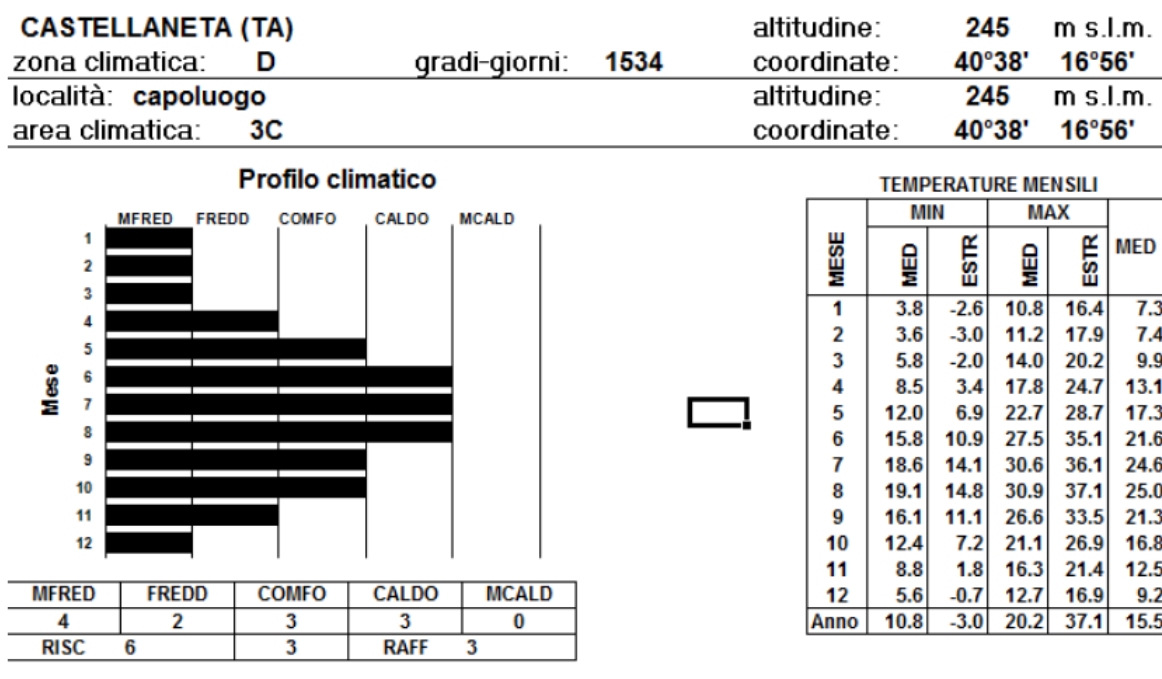 CASTELLANETA (TA) altitudine: 245 m s.l.m.
zona climatica: D gradi-giorni: 1534 coordinate: 40°38' 16°56'
località: capoluogo altitudine: 245 m s.l.m.
area climatica: 3C coordinate: 40°38' 16°56'
Profilo climatico
MFRED FREDD COMFO CALDO MCALD
Mese
1
2
3
4
5
6
7
8
9
10
11
12
MFRED FREDD COMFO CALDO MCALD
4 2 3 3 0
RISC 6 3 RAFF 3
TEMPERATURE MENSILI
MIN MAX
MESE MED ESTR MED ESTR MED
1 3.8 -2.6 10.8 16.4 7.3
2 3.6 -3.0 11.2 17.9 7.4
3 5.8 -2.0 14.0 20.2 9.9
4 8.5 3.4 17.8 24.7 13.1
5 12.0 6.9 22.7 28.7 17.3
6 15.8 10.9 27.5 35.1 21.6
7 18.6 14.1 30.6 36.1 24.6
8 19.1 14.8 30.9 37.1 25.0
9 16.1 11.1 26.6 33.5 21.3
10 12.4 7.2 21.1 26.9 16.8
11 8.8 1.8 16.3 21.4 12.5
12 5.6 -0.7 12.7 16.9 9.2
Anno 10.8 -3.0 20.2 37.1 15.5